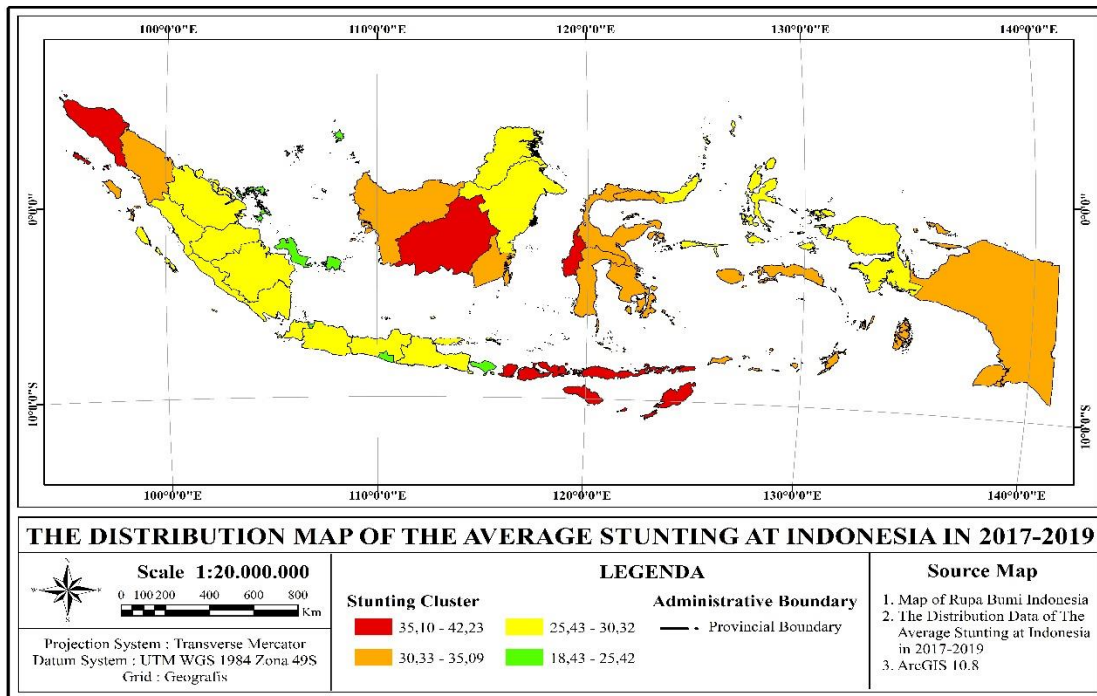 100°0'0"E 110°0'0"E 120°0'0"E 130°0'0"E 140°0'0"E
0°0'0" 0°0'0"
10°0'0"S 10°0'0"S
100°0'0"E 110°0'0"E 120°0'0"E 130°0'0"E 140°0'0"E
THE DISTRIBUTION MAP OF THE AVERAGE STUNTING AT INDONESIA IN 2017-2019
N
W E
S
Scale 1:20.000.000
0 100 200 400 600 800
Km
Projection System : Transverse Mercator
Datum System : UTM WGS 1984 Zona 49S
Grid : Geografis
LEGENDA
Stunting Cluster
35,10 - 42,23
30,33 - 35,09
25,43 - 30,32
18,43 - 25,42
Administrative Boundary
Provincial Boundary
Source Map
1. Map of Rupa Bumi Indonesia
2. The Distribution Data of The
Average Stunting at Indonesia
in 2017-2019
3. ArcGIS 10.8